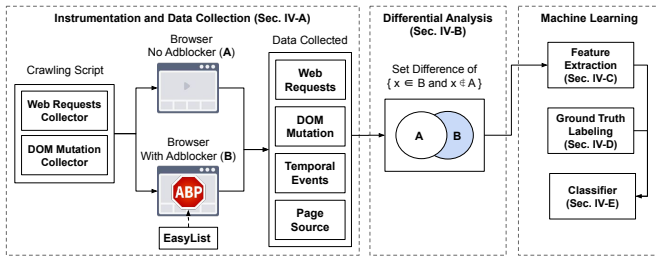 Instrumentation and Data Collection (Sec. IV-A)
Crawling Script
Web Requests
Collector
DOM Mutation
Collector
Browser
No Adblocker (A)
Browser
With Adblocker (B)
ABP
EasyList
Data Collected
Web
Requests
DOM
Mutation
Temporal
Events
Page
Source
Differential Analysis
(Sec. IV-B)
Set Difference of
{ x ∈ B and x ∉ A }
A
B
Machine Learning
Feature
Extraction
(Sec. IV-C)
Ground Truth
Labeling
(Sec. IV-D)
Classifier
(Sec. IV-E)